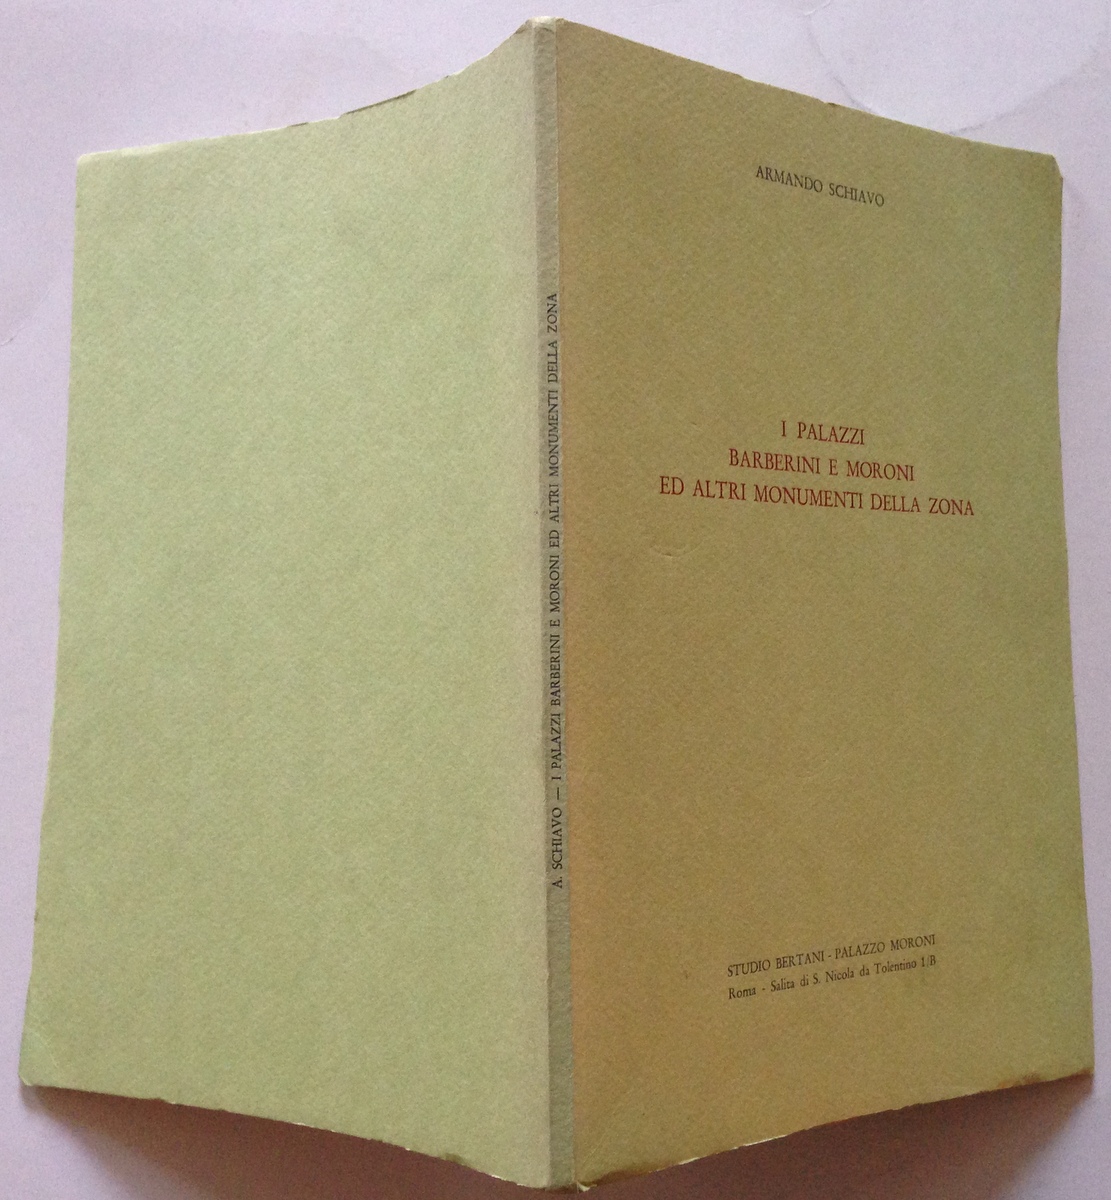 A. SCHIAVO — I PALAZZI BARBERINI E MORONI ED ALTRI MONUMENTI DELLA ZONA
ARMANDO SCHIAVO
I PALAZZI
BARBERINI E MORONI
ED ALTRI MONUMENTI DELLA ZONA
STUDIO BERTANI - PALAZZO MORONI
Roma - Salita di S. Nicola da Tolentino 1/B